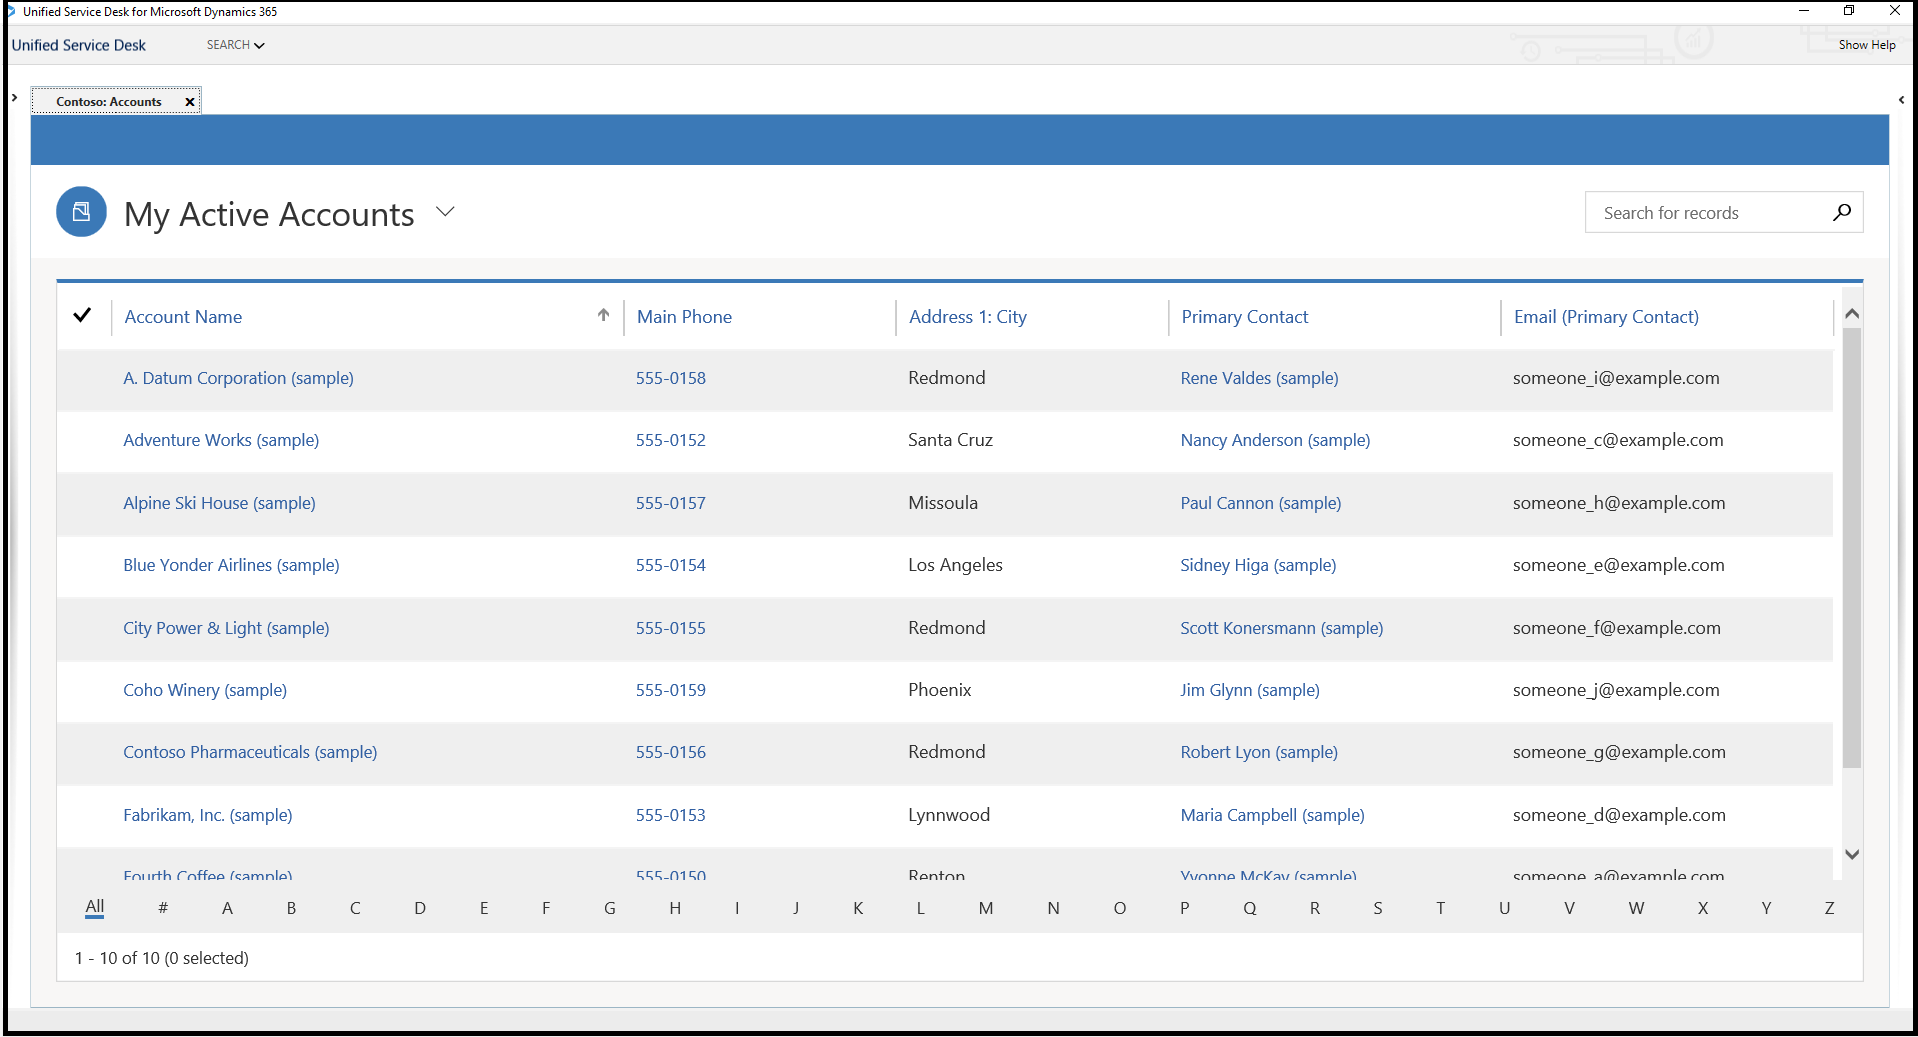 Unified Service Desk for Microsoft Dynamics 365
Unified Service Desk SEARCH Show Help
Contoso: Accounts
My Active Accounts
Search for records
Account Name Main Phone Address 1: City Primary Contact Email (Primary Contact)
A. Datum Corporation (sample) 555-0158 Redmond Rene Valdes (sample) someone_i@example.com
Adventure Works (sample) 555-0152 Santa Cruz Nancy Anderson (sample) someone_c@example.com
Alpine Ski House (sample) 555-0157 Missoula Paul Cannon (sample) someone_h@example.com
Blue Yonder Airlines (sample) 555-0154 Los Angeles Sidney Higa (sample) someone_e@example.com
City Power & Light (sample) 555-0155 Redmond Scott Konersmann (sample) someone_f@example.com
Coho Winery (sample) 555-0159 Phoenix Jim Glynn (sample) someone_j@example.com
Contoso Pharmaceuticals (sample) 555-0156 Redmond Robert Lyon (sample) someone_g@example.com
Fabrikam, Inc. (sample) 555-0153 Lynnwood Maria Campbell (sample) someone_d@example.com
Fourth Coffee (sample) 555-0150 Renton Yvonne McKay (sample) someone_a@example.com
All # A B C D E F G H I J K L M N O P Q R S T U V W X Y Z
1 - 10 of 10 (0 selected)